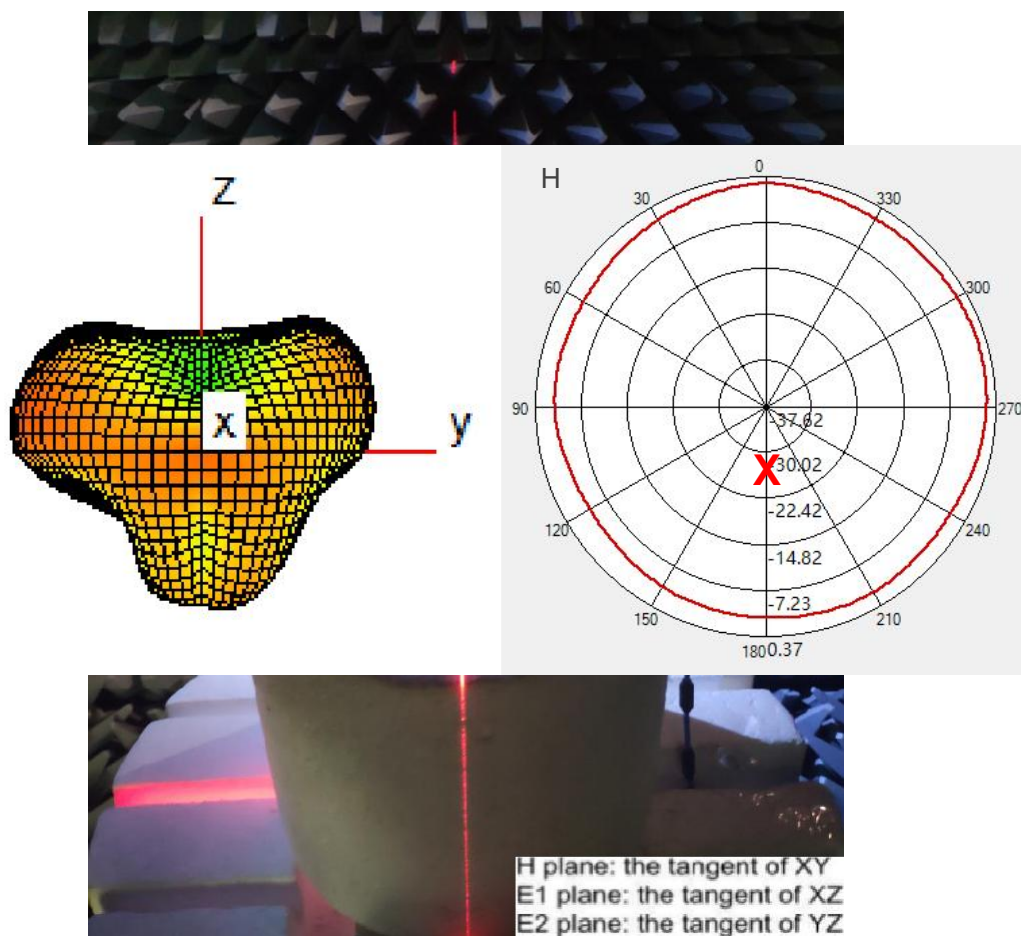 Z
x
y
H
0
30
330
60
300
90
270
120
240
150
210
180
-37.62
-30.02
-22.42
-14.82
-7.23
0.37
X
H plane: the tangent of XY
E1 plane: the tangent of XZ
E2 plane: the tangent of YZ